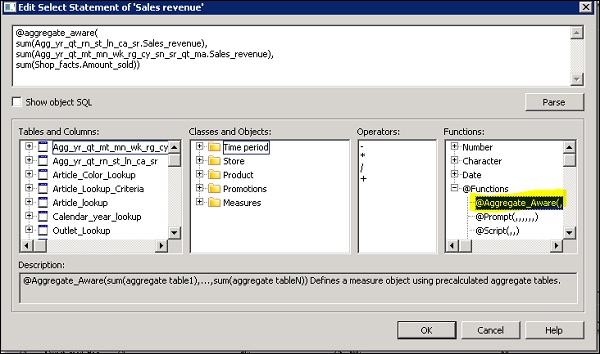 Edit Select Statement of 'Sales revenue'
@aggregate_aware(
sum(Agg_yr_qt_rn_st_ln_ca_sr.Sales_revenue),
sum(Agg_yr_qt_mt_mn_wk_rg_cy_sn_sr_qt_ma.Sales_revenue),
sum(Shop_facts.Amount_sold))
Show object SQL
Parse
Tables and Columns:
Agg_yr_qt_mt_mn_wk_rg_cy
Agg_yr_qt_rn_st_ln_ca_sr
Article_Color_Lookup
Article_Lookup_Criteria
Article_lookup
Calendar_year_lookup
Outlet_Lookup
Classes and Objects:
Time period
Store
Product
Promotions
Measures
Operators:
-
*
/
+
Functions:
Number
Character
Date
@Functions
@Aggregate_Aware(,
@Prompt(,,,,,,)
@Script(,,)
Description:
@Aggregate_Aware(sum(aggregate table1),...,sum(aggregate tableN)) Defines a measure object using precalculated aggregate tables.
OK
Cancel
Help